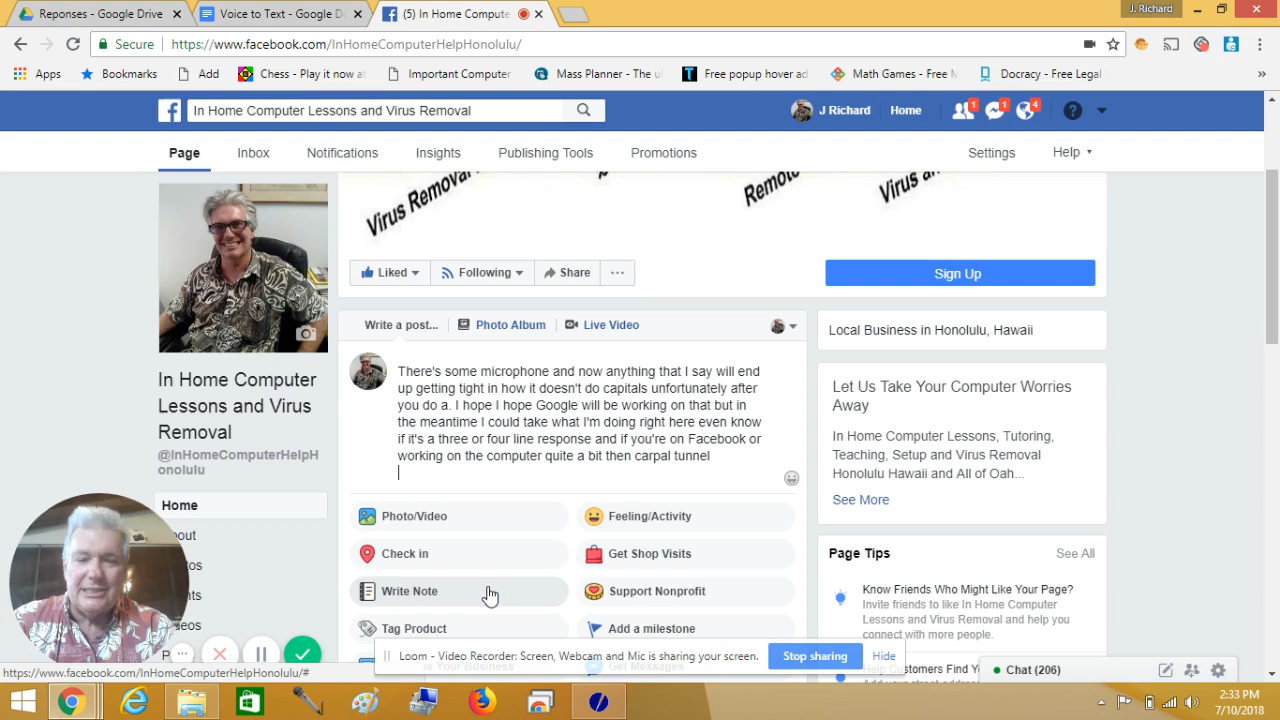 Reponses - Google Drive
Voice to Text - Google D
(5) In Home Compute
J. Richard
Secure
https://www.facebook.com/InHomeComputerHelpHonolulu/
Apps
Bookmarks
Add
Chess - Play it now at
Important Computer
Mass Planner - The u
Free popup hover ad
Math Games - Free M
Docracy - Free Legal
»
In Home Computer Lessons and Virus Removal
J Richard
Home
1
1
4
Page
Inbox
Notifications
Insights
Publishing Tools
Promotions
Settings
Help
Virus Removal
Virus an
Liked
Following
Share
Sign Up
Write a post...
Photo Album
Live Video
Local Business in Honolulu, Hawaii
There's some microphone and now anything that I say will end
up getting tight in how it doesn't do capitals unfortunately after
you do a. I hope I hope Google will be working on that but in
the meantime I could take what I'm doing right here even know
if it's a three or four line response and if you're on Facebook or
working on the computer quite a bit then carpal tunnel
In Home Computer
Lessons and Virus
Removal
@InHomeComputerHelpH
onolulu
Home
Let Us Take Your Computer Worries
Away
In Home Computer Lessons, Tutoring,
Teaching, Setup and Virus Removal
Honolulu Hawaii and All of Oah...
See More
Photo/Video
Feeling/Activity
Check in
Get Shop Visits
Write Note
Support Nonprofit
Tag Product
Add a milestone
Get Messages
Page Tips
See All
Know Friends Who Might Like Your Page?
Invite friends to like In Home Computer
Lessons and Virus Removal and help you
connect with more people.
Help Customers Find Y
Loom - Video Recorder: Screen, Webcam and Mic is sharing your screen.
Stop sharing
Hide
https://www.facebook.com/InHomeComputerHelpHonolulu/#
Chat (206)
2:33 PM
7/10/2018